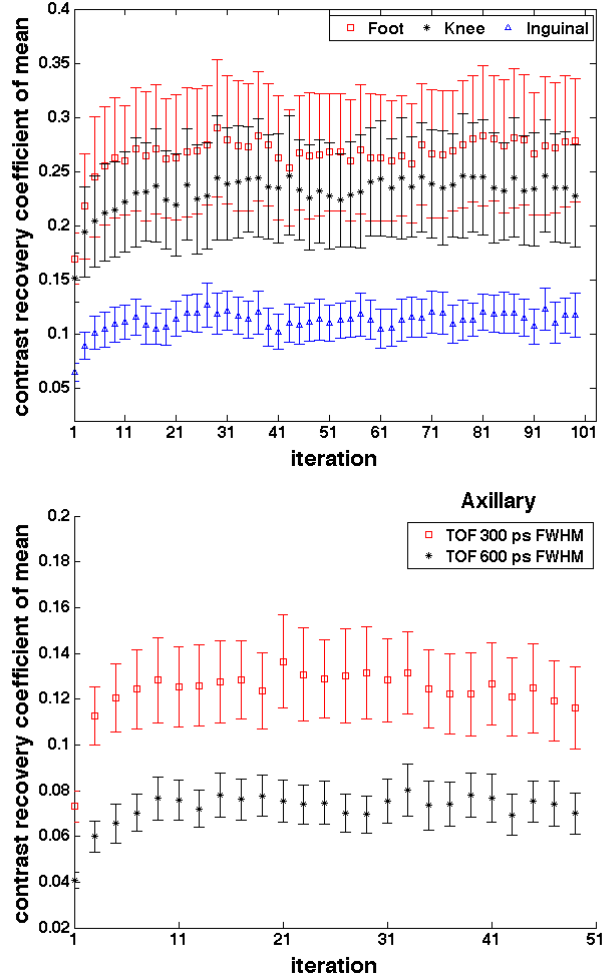 0.4
Foot Knee Inguinal
0.35
0.3
0.25
0.2
0.15
0.1
0.05
contrast recovery coefficient of mean
1 11 21 31 41 51 61 71 81 91 101
iteration
Axillary
0.2
TOF 300 ps FWHM
TOF 600 ps FWHM
0.18
0.16
0.14
0.12
0.1
0.08
0.06
0.04
0.02
contrast recovery coefficient of mean
1 11 21 31 41 51
iteration